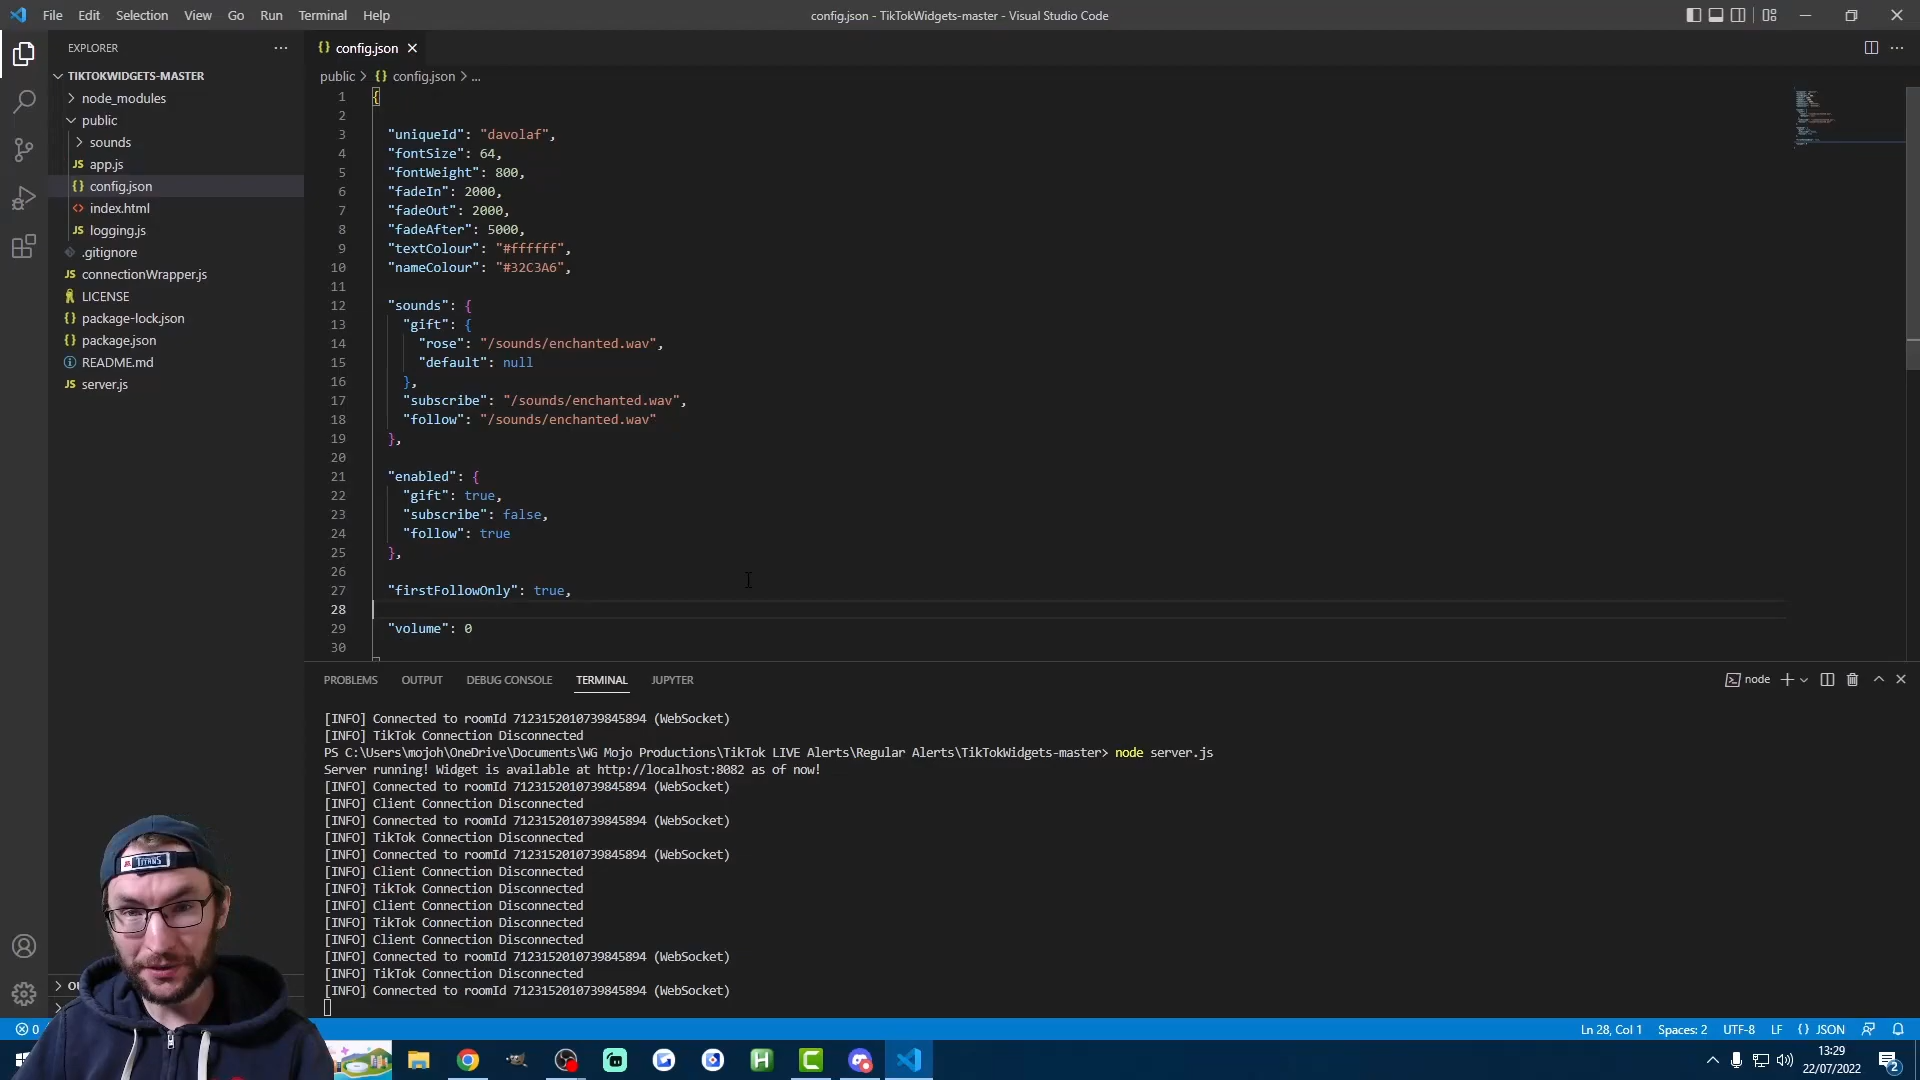 File Edit Selection View Go Run Terminal Help
config.json - TikTokWidgets-master - Visual Studio Code
EXPLORER
TIKTOKWIDGETS-MASTER
node_modules
public
sounds
JS app.js
{} config.json
<> index.html
JS logging.js
.gitignore
JS connectionWrapper.js
LICENSE
{} package-lock.json
{} package.json
README.md
JS server.js
{} config.json
public > {} config.json > ...
1 {
2
3 "uniqueId": "davolaf",
4 "fontSize": 64,
5 "fontWeight": 800,
6 "fadeIn": 2000,
7 "fadeOut": 2000,
8 "fadeAfter": 5000,
9 "textColour": "#ffffff",
10 "nameColour": "#32C3A6",
11
12 "sounds": {
13 "gift": {
14 "rose": "/sounds/enchanted.wav",
15 "default": null
16 },
17 "subscribe": "/sounds/enchanted.wav",
18 "follow": "/sounds/enchanted.wav"
19 },
20
21 "enabled": {
22 "gift": true,
23 "subscribe": false,
24 "follow": true
25 },
26
27 "firstFollowOnly": true,
28
29 "volume": 0
30
PROBLEMS OUTPUT DEBUG CONSOLE TERMINAL JUPYTER
node
[INFO] Connected to roomId 7123152010739845894 (WebSocket)
[INFO] TikTok Connection Disconnected
PS C:\Users\mojoh\OneDrive\Documents\WG Mojo Productions\TikTok LIVE Alerts\Regular Alerts\TikTokWidgets-master> node server.js
Server running! Widget is available at http://localhost:8082 as of now!
[INFO] Connected to roomId 7123152010739845894 (WebSocket)
[INFO] Client Connection Disconnected
[INFO] Connected to roomId 7123152010739845894 (WebSocket)
[INFO] TikTok Connection Disconnected
[INFO] Connected to roomId 7123152010739845894 (WebSocket)
[INFO] Client Connection Disconnected
[INFO] TikTok Connection Disconnected
[INFO] Client Connection Disconnected
[INFO] TikTok Connection Disconnected
[INFO] Client Connection Disconnected
[INFO] Connected to roomId 7123152010739845894 (WebSocket)
[INFO] TikTok Connection Disconnected
[INFO] Connected to roomId 7123152010739845894 (WebSocket)
TITANS
0
Ln 28, Col 1 Spaces: 2 UTF-8 LF {} JSON
13:29
22/07/2022
2